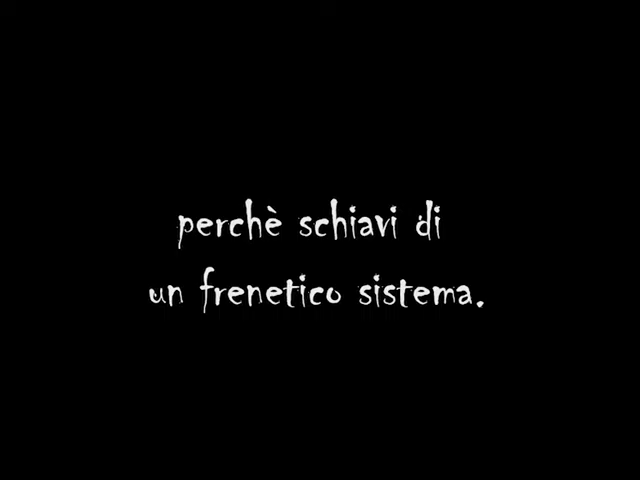 perchè schiavi di
un frenetico sistema.